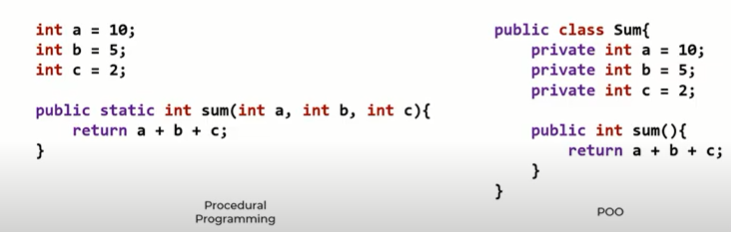 int a = 10;
int b = 5;
int c = 2;
public static int sum(int a, int b, int c){
    return a + b + c;
}
Procedural
Programming
public class Sum{
    private int a = 10;
    private int b = 5;
    private int c = 2;
    public int sum(){
        return a + b + c;
    }
}
POO